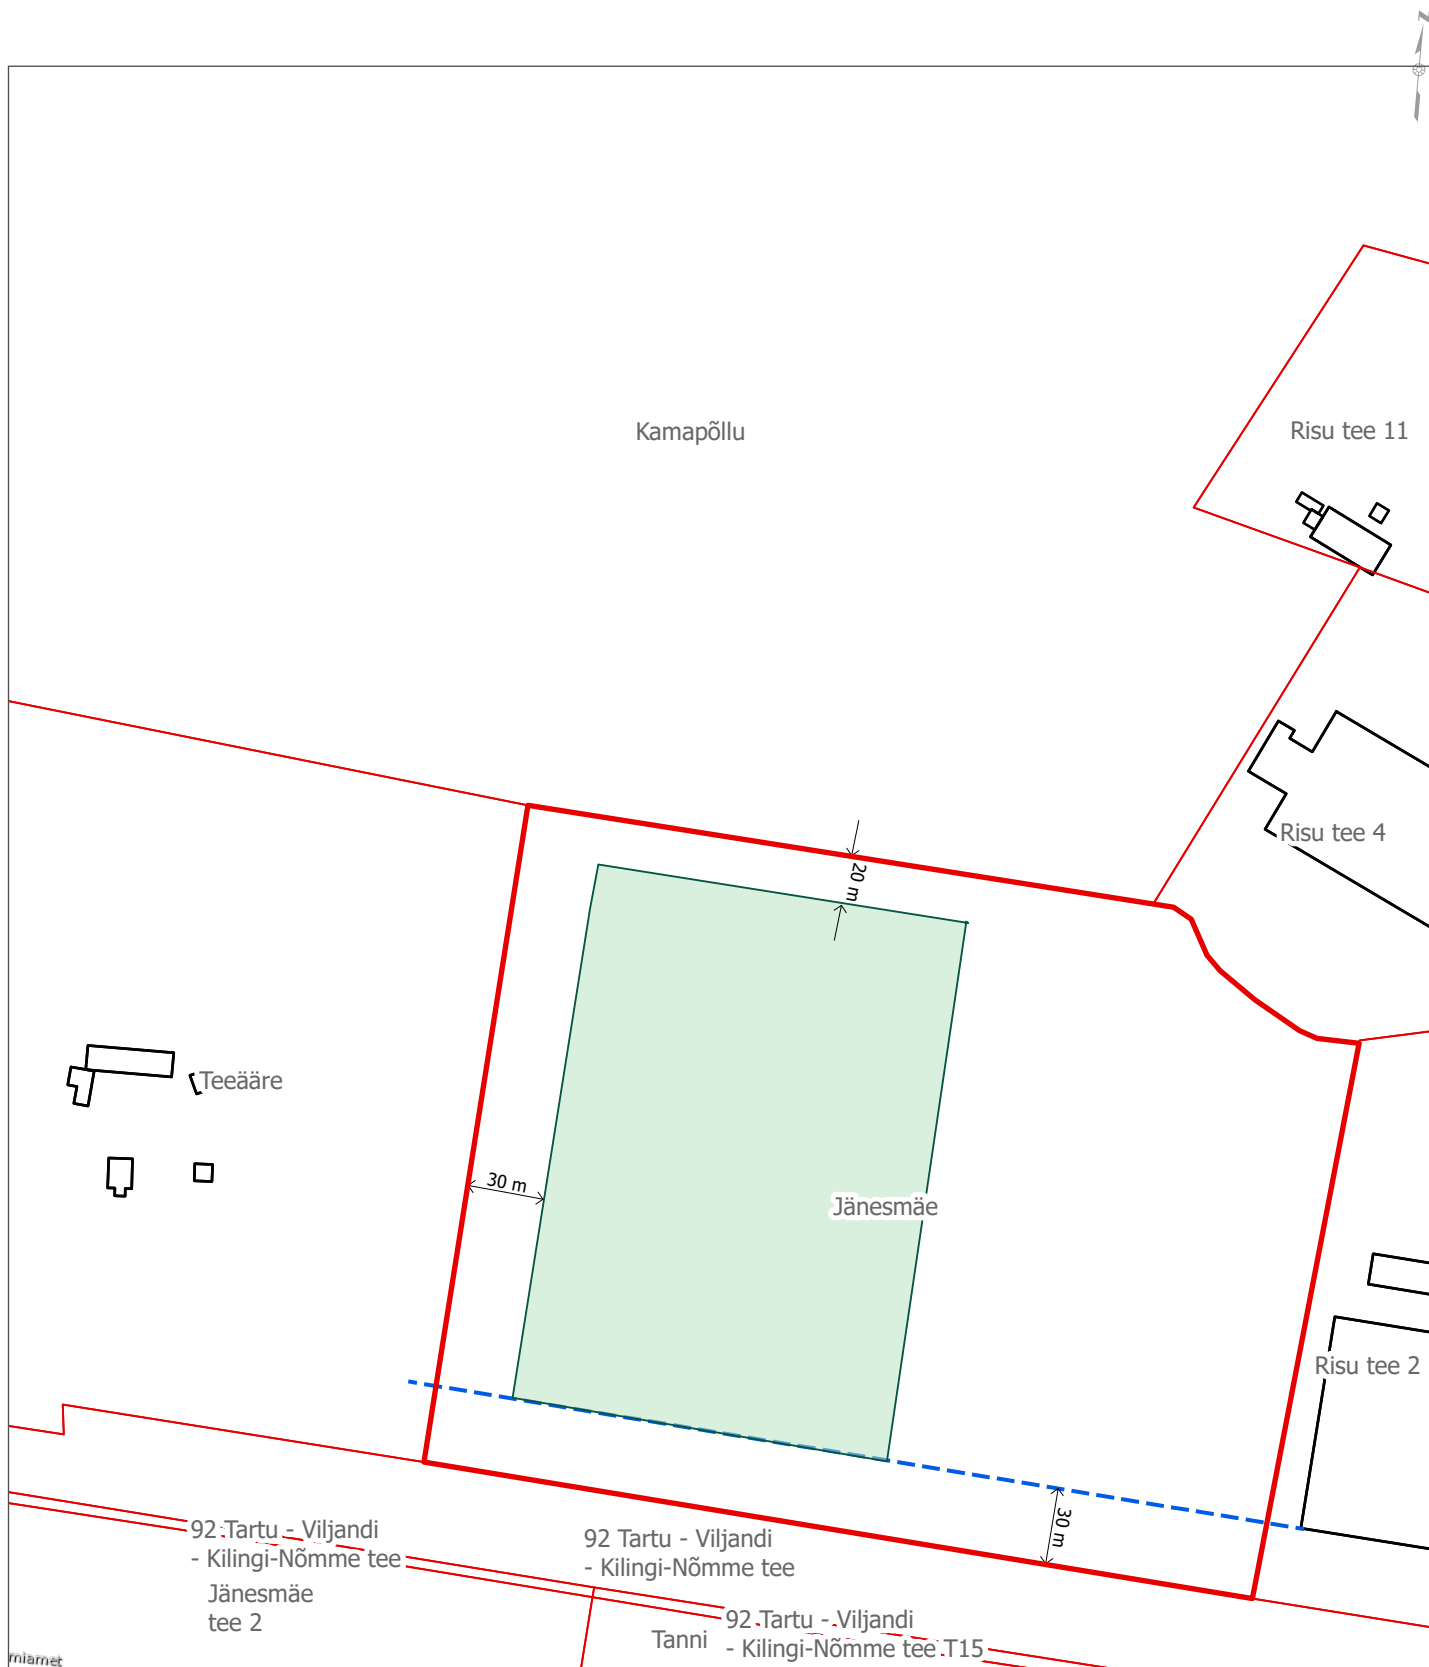 N
Kamapõllu
Risu tee 11
Risu tee 4
20 m
Teeääre
30 m
Jänesmäe
Risu tee 2
30 m
92 Tartu - Viljandi
- Kilingi-Nõmme tee
92 Tartu - Viljandi
- Kilingi-Nõmme tee
Jänesmäe
tee 2
92 Tartu - Viljandi
- Kilingi-Nõmme tee T15
Tanni